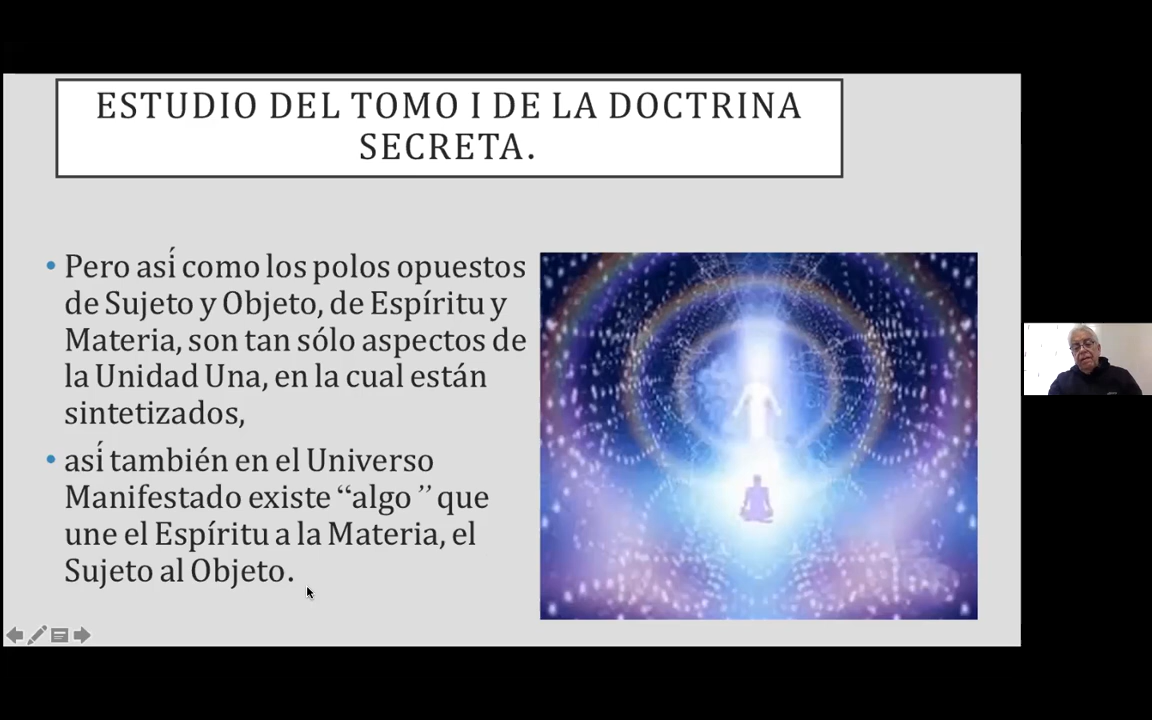 ESTUDIO DEL TOMO I DE LA DOCTRINA
SECRETA.
• Pero así como los polos opuestos
de Sujeto y Objeto, de Espíritu y
Materia, son tan sólo aspectos de
la Unidad Una, en la cual están
sintetizados,
• así también en el Universo
Manifestado existe “algo ” que
une el Espíritu a la Materia, el
Sujeto al Objeto.